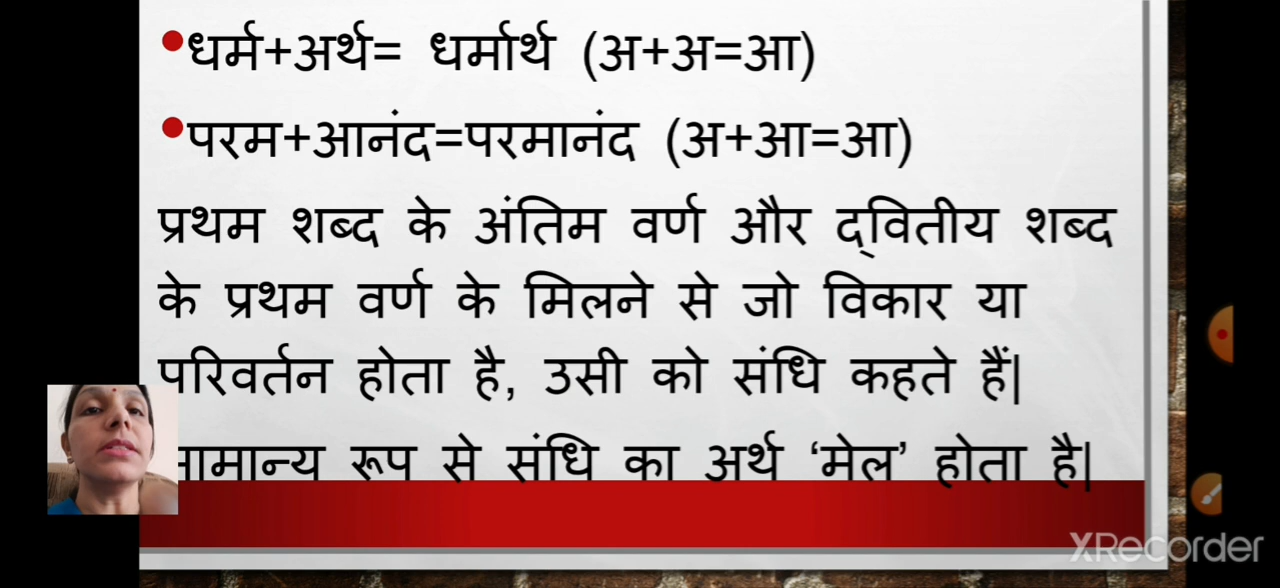 •धर्म+अर्थ= धर्मार्थ (अ+अ=आ)
•परम+आनंद=परमानंद (अ+आ=आ)
प्रथम शब्द के अंतिम वर्ण और द्‌वितीय शब्द
के प्रथम वर्ण के मिलने से जो विकार या
परिवर्तन होता है, उसी को संधि कहते हैं|
सामान्य रूप से संधि का अर्थ ‘मेल’ होता है|
XRecorder